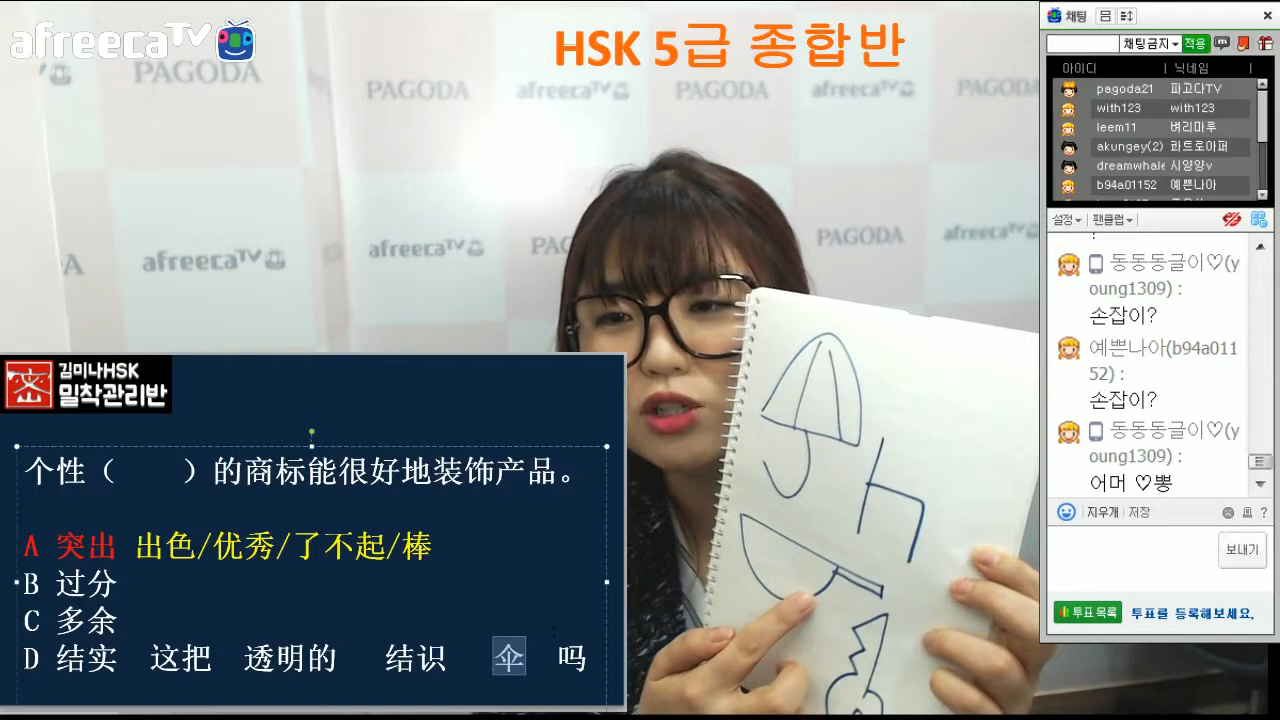 afreecaTV
HSK 5급 종합반
PAGODA
PAGODA afreecaTV PAGODA afreecaTV PAGODA
afreecaTV afreecaTV PAGODA afreecaTV
密 김미나HSK
밀착관리반
个性（ ）的商标能很好地装饰产品。
A 突出 出色/优秀/了不起/棒
B 过分
C 多余
D 结实 这把 透明的 结识 伞 吗
채팅
채팅금지 적용
아이디 닉네임
pagoda21 파고다TV
with123 with123
leem11 벼리마루
akungey(2) 콰트로아퍼
dreamwhale 시양양v
b94a01152 예쁜나아
설정 팬클럽
동동동글이♡(y
oung1309) :
손잡이?
예쁜나아(b94a011
52) :
손잡이?
동동동글이♡(y
oung1309) :
어머 ♡뿅
지우개 저장
보내기
투표 목록 투표를 등록해보세요.